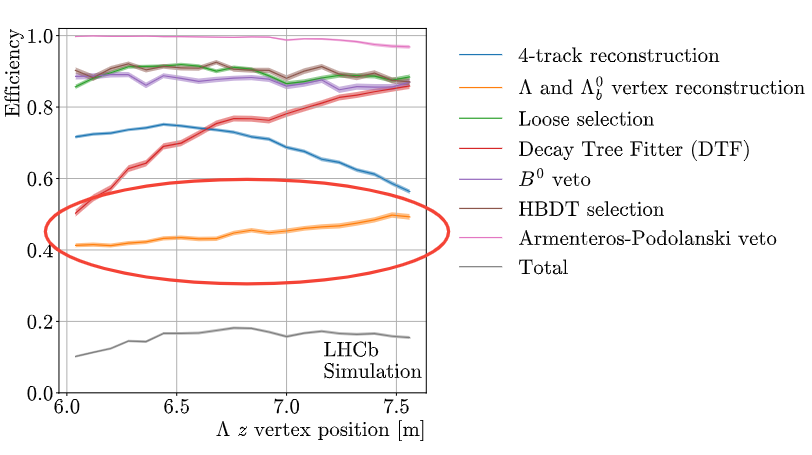 Efficiency
1.0
0.8
0.6
0.4
0.2
0.0
6.0 6.5 7.0 7.5
Λ z vertex position [m]
LHCb
Simulation
4-track reconstruction
Λ and Λ⁰_b vertex reconstruction
Loose selection
Decay Tree Fitter (DTF)
B⁰ veto
HBDT selection
Armenteros-Podolanski veto
Total